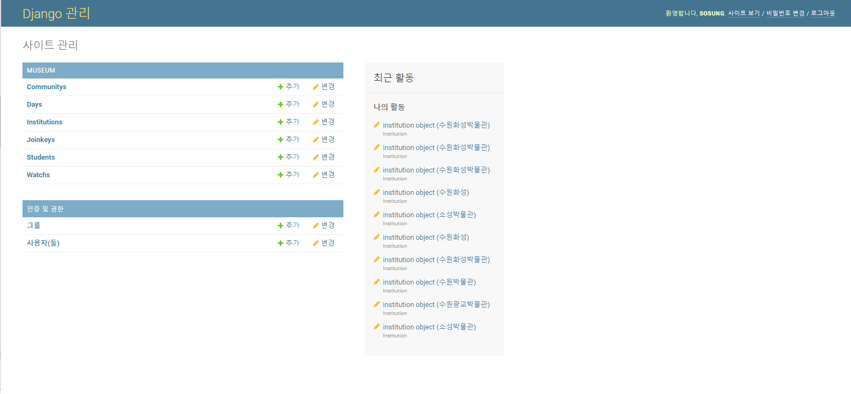 Django 관리
환영합니다, SOSUNG. 사이트 보기 / 비밀번호 변경 / 로그아웃
사이트 관리
MUSEUM
Communitys 추가 변경
Days 추가 변경
Institutions 추가 변경
Joinkeys 추가 변경
Students 추가 변경
Watchs 추가 변경
인증 및 권한
그룹 추가 변경
사용자(들) 추가 변경
최근 활동
나의 활동
institution object (수원화성박물관)
Institution
institution object (수원화성박물관)
Institution
institution object (수원화성박물관)
Institution
institution object (수원화성)
Institution
institution object (소성박물관)
Institution
institution object (수원화성)
Institution
institution object (수원화성박물관)
Institution
institution object (수원박물관)
Institution
institution object (수원광교박물관)
Institution
institution object (소성박물관)
Institution